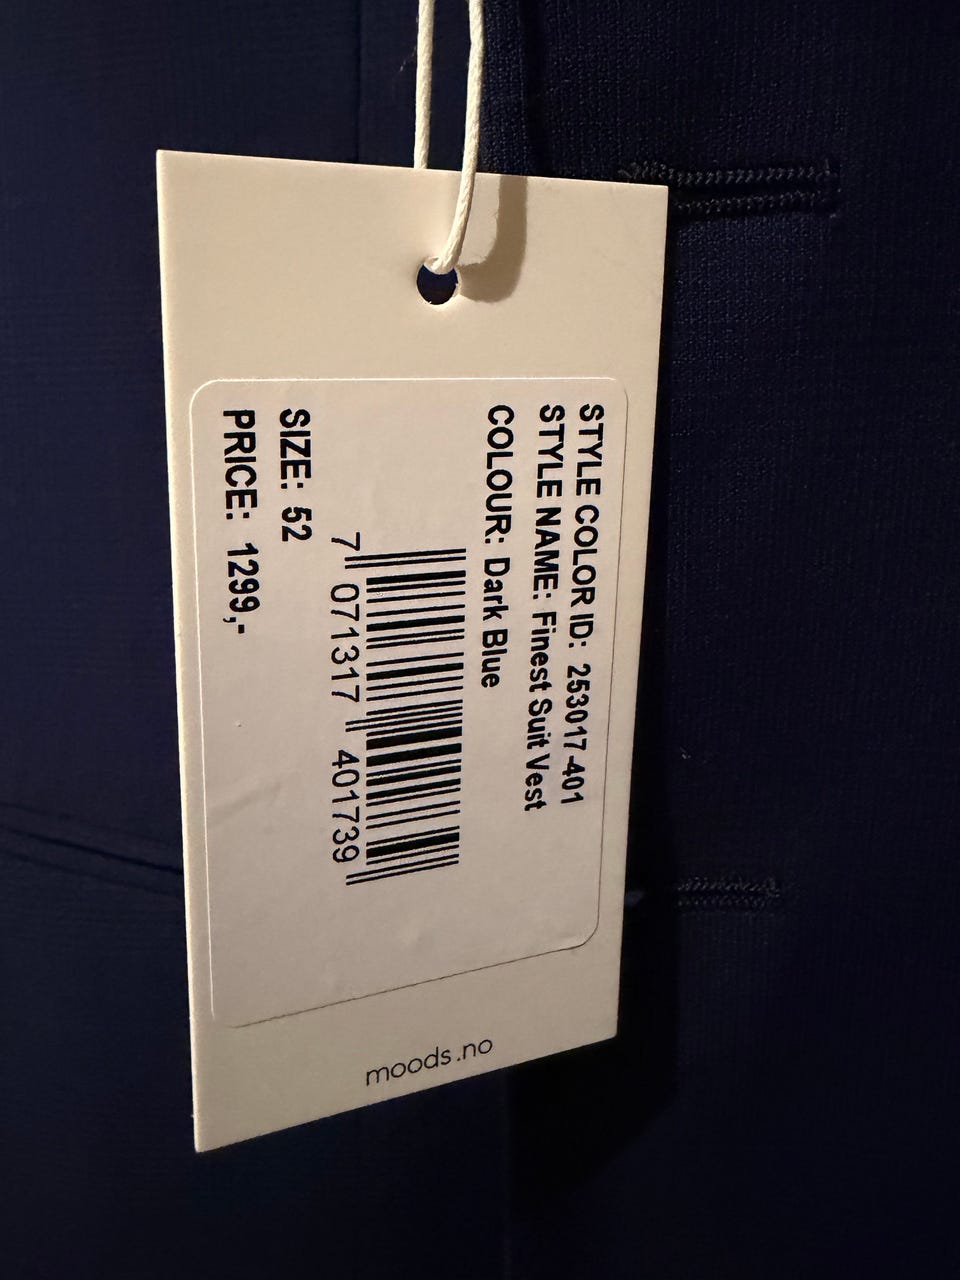 STYLE COLOR ID: 253017-401
STYLE NAME: Finest Suit Vest
COLOUR: Dark Blue
7 071317 401739
SIZE: 52
PRICE: 1299,-
moods.no